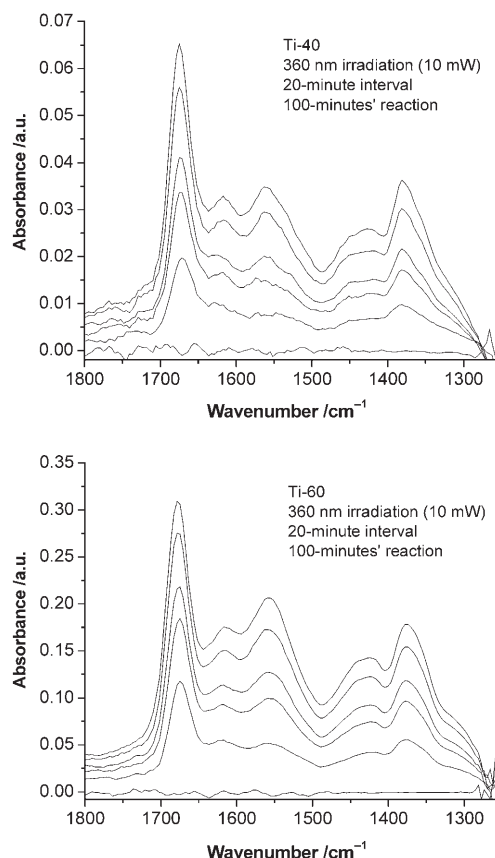 0.07
0.06
0.05
0.04
0.03
0.02
0.01
0.00
Absorbance /a.u.
Ti-40
360 nm irradiation (10 mW)
20-minute interval
100-minutes' reaction
1800 1700 1600 1500 1400 1300
Wavenumber /cm⁻¹
0.35
0.30
0.25
0.20
0.15
0.10
0.05
0.00
Absorbance /a.u.
Ti-60
360 nm irradiation (10 mW)
20-minute interval
100-minutes' reaction
1800 1700 1600 1500 1400 1300
Wavenumber /cm⁻¹